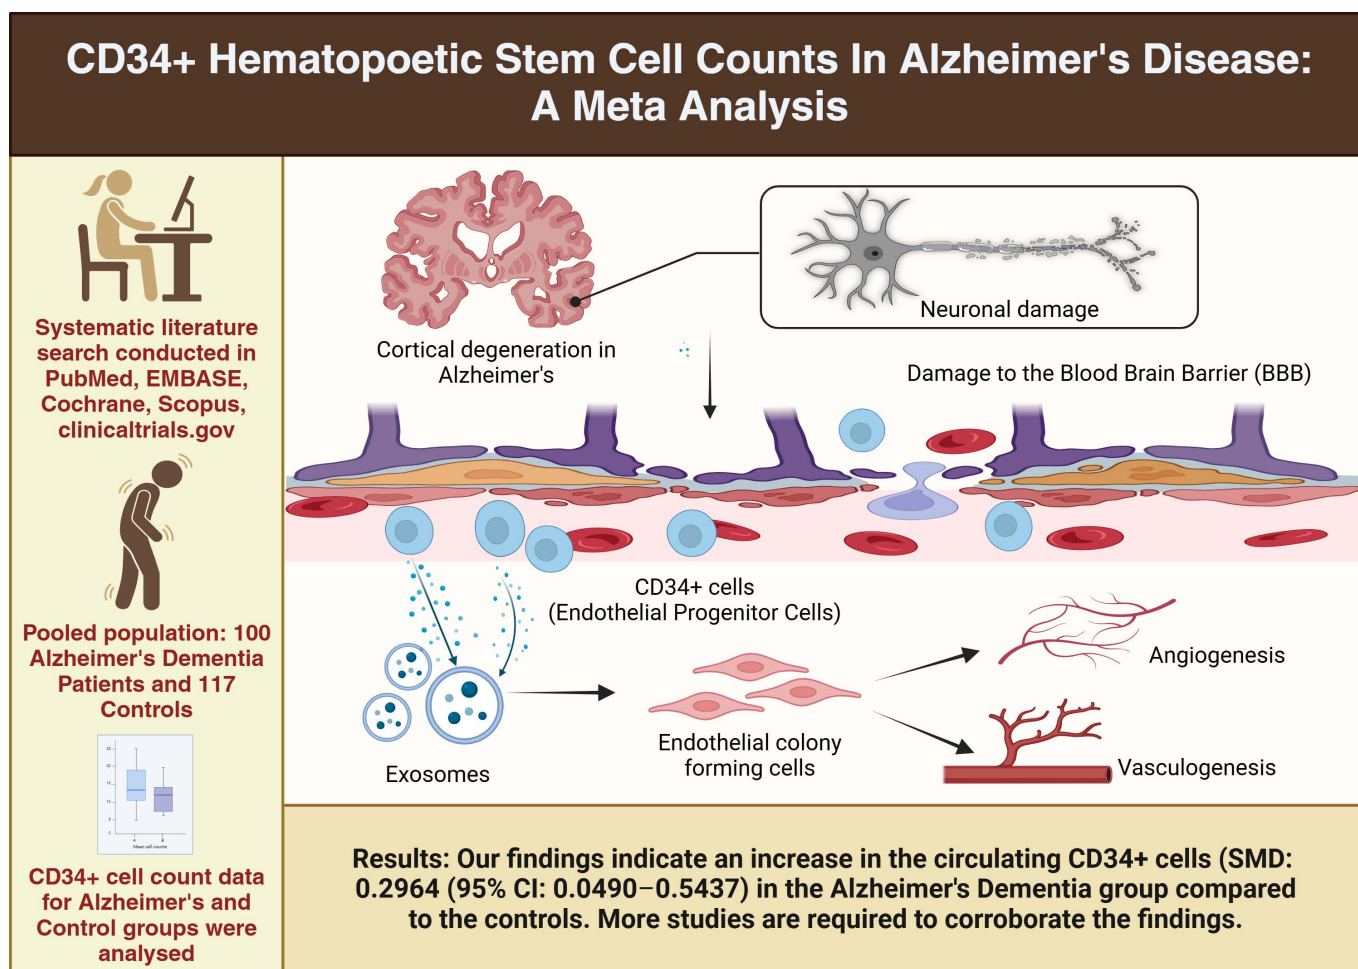 CD34+ Hematopoetic Stem Cell Counts In Alzheimer's Disease:
A Meta Analysis
Systematic literature
search conducted in
PubMed, EMBASE,
Cochrane, Scopus,
clinicaltrials.gov
Pooled population: 100
Alzheimer's Dementia
Patients and 117
Controls
Mean cell counts
CD34+ cell count data
for Alzheimer's and
Control groups were
analysed
Cortical degeneration in
Alzheimer's
Neuronal damage
Damage to the Blood Brain Barrier (BBB)
CD34+ cells
(Endothelial Progenitor Cells)
Exosomes
Endothelial colony
forming cells
Angiogenesis
Vasculogenesis
Results: Our findings indicate an increase in the circulating CD34+ cells (SMD:
0.2964 (95% CI: 0.0490–0.5437) in the Alzheimer's Dementia group compared
to the controls. More studies are required to corroborate the findings.